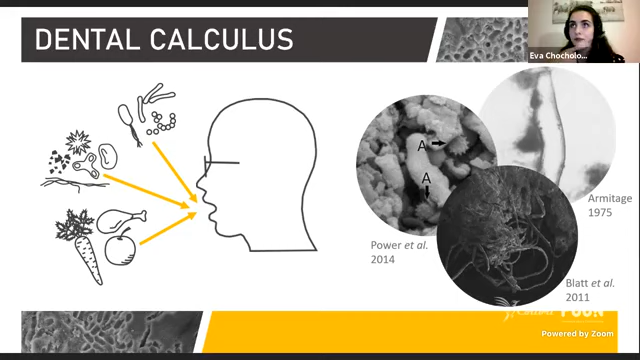 DENTAL CALCULUS
Eva Chocholo...
A
A
Armitage
1975
Power et al.
2014
Blatt et al.
2011
Powered by Zoom